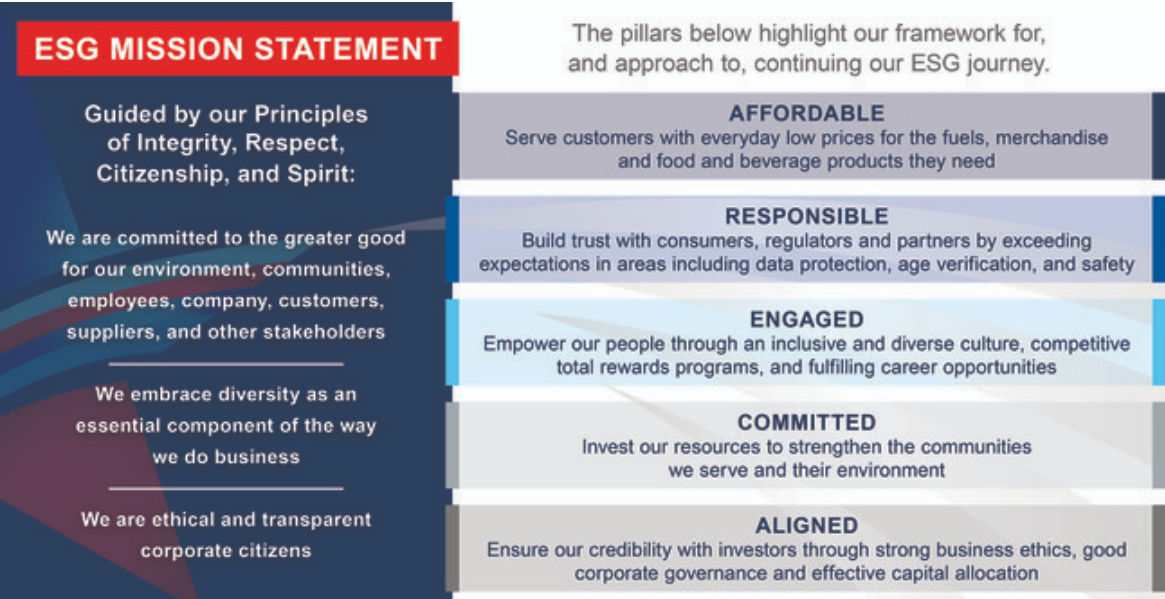 ESG MISSION STATEMENT
Guided by our Principles
of Integrity, Respect,
Citizenship, and Spirit:
We are committed to the greater good
for our environment, communities,
employees, company, customers,
suppliers, and other stakeholders
We embrace diversity as an
essential component of the way
we do business
We are ethical and transparent
corporate citizens
The pillars below highlight our framework for,
and approach to, continuing our ESG journey.
AFFORDABLE
Serve customers with everyday low prices for the fuels, merchandise
and food and beverage products they need
RESPONSIBLE
Build trust with consumers, regulators and partners by exceeding
expectations in areas including data protection, age verification, and safety
ENGAGED
Empower our people through an inclusive and diverse culture, competitive
total rewards programs, and fulfilling career opportunities
COMMITTED
Invest our resources to strengthen the communities
we serve and their environment
ALIGNED
Ensure our credibility with investors through strong business ethics, good
corporate governance and effective capital allocation